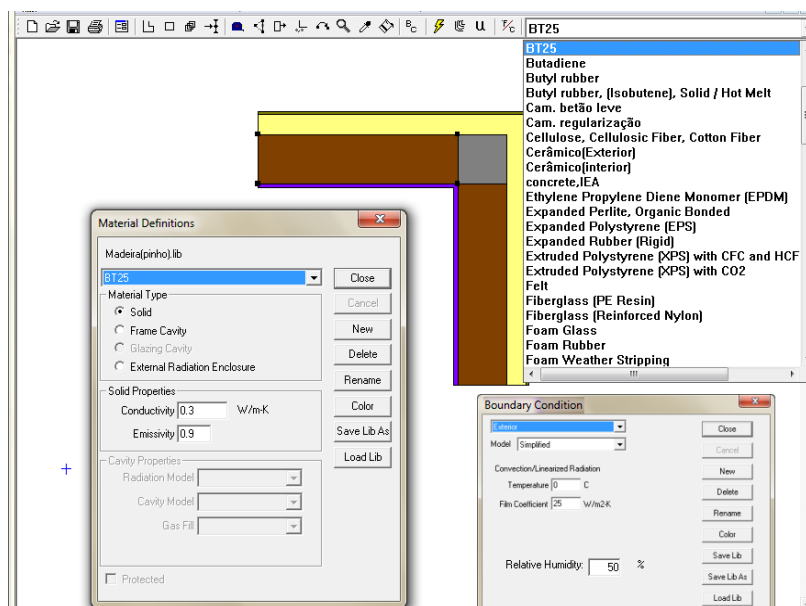 BC
U
F/C
BT25
BT25
Butadiene
Butyl rubber
Butyl rubber, (Isobutene), Solid / Hot Melt
Cam. betão leve
Cam. regularização
Cellulose, Cellulosic Fiber, Cotton Fiber
Cerâmico(Exterior)
Cerâmico(interior)
concrete,IEA
Ethylene Propylene Diene Monomer (EPDM)
Expanded Perlite, Organic Bonded
Expanded Polystyrene (EPS)
Expanded Rubber (Rigid)
Extruded Polystyrene (XPS) with CFC and HCF
Extruded Polystyrene (XPS) with CO2
Felt
Fiberglass (PE Resin)
Fiberglass (Reinforced Nylon)
Foam Glass
Foam Rubber
Foam Weather Stripping
Material Definitions
Madeira(pinho).lib
BT25
Close
Material Type
Solid
Cancel
Frame Cavity
New
Glazing Cavity
Delete
External Radiation Enclosure
Rename
Solid Properties
Conductivity 0.3 W/m-K
Color
Emissivity 0.9
Save Lib As
Load Lib
Cavity Properties
Radiation Model
Cavity Model
Gas Fill
Protected
Boundary Condition
Exterior
Close
Model Simplified
Cancel
Convection/Linearized Radiation
New
Temperature 0 C
Delete
Film Coefficient 25 W/m2-K
Rename
Color
Save Lib
Relative Humidity: 50 %
Save Lib As
Load Lib